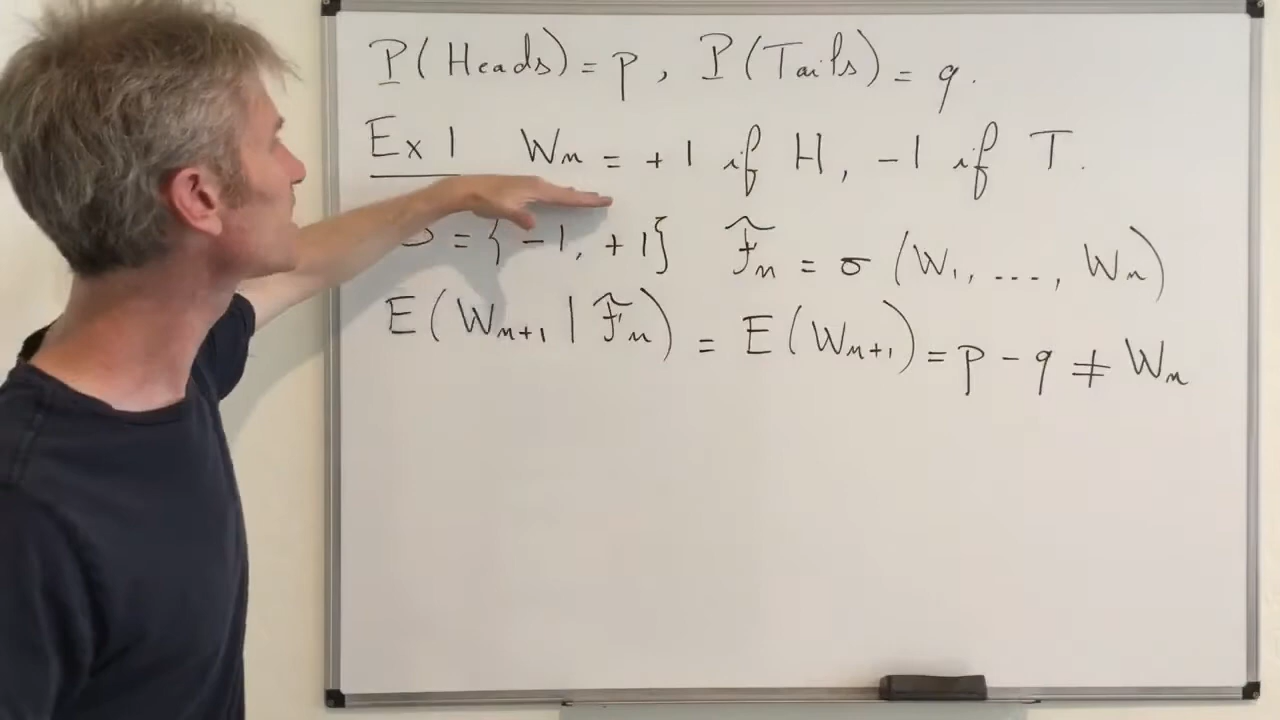 P(Heads) = p, P(Tails) = q.
Ex 1 Wₙ = +1 if H, -1 if T.
= {-1, +1} F̃ₙ = σ(W₁, ..., Wₙ)
E(Wₙ₊₁ | F̃ₙ) = E(Wₙ₊₁) = p - q ≠ Wₙ